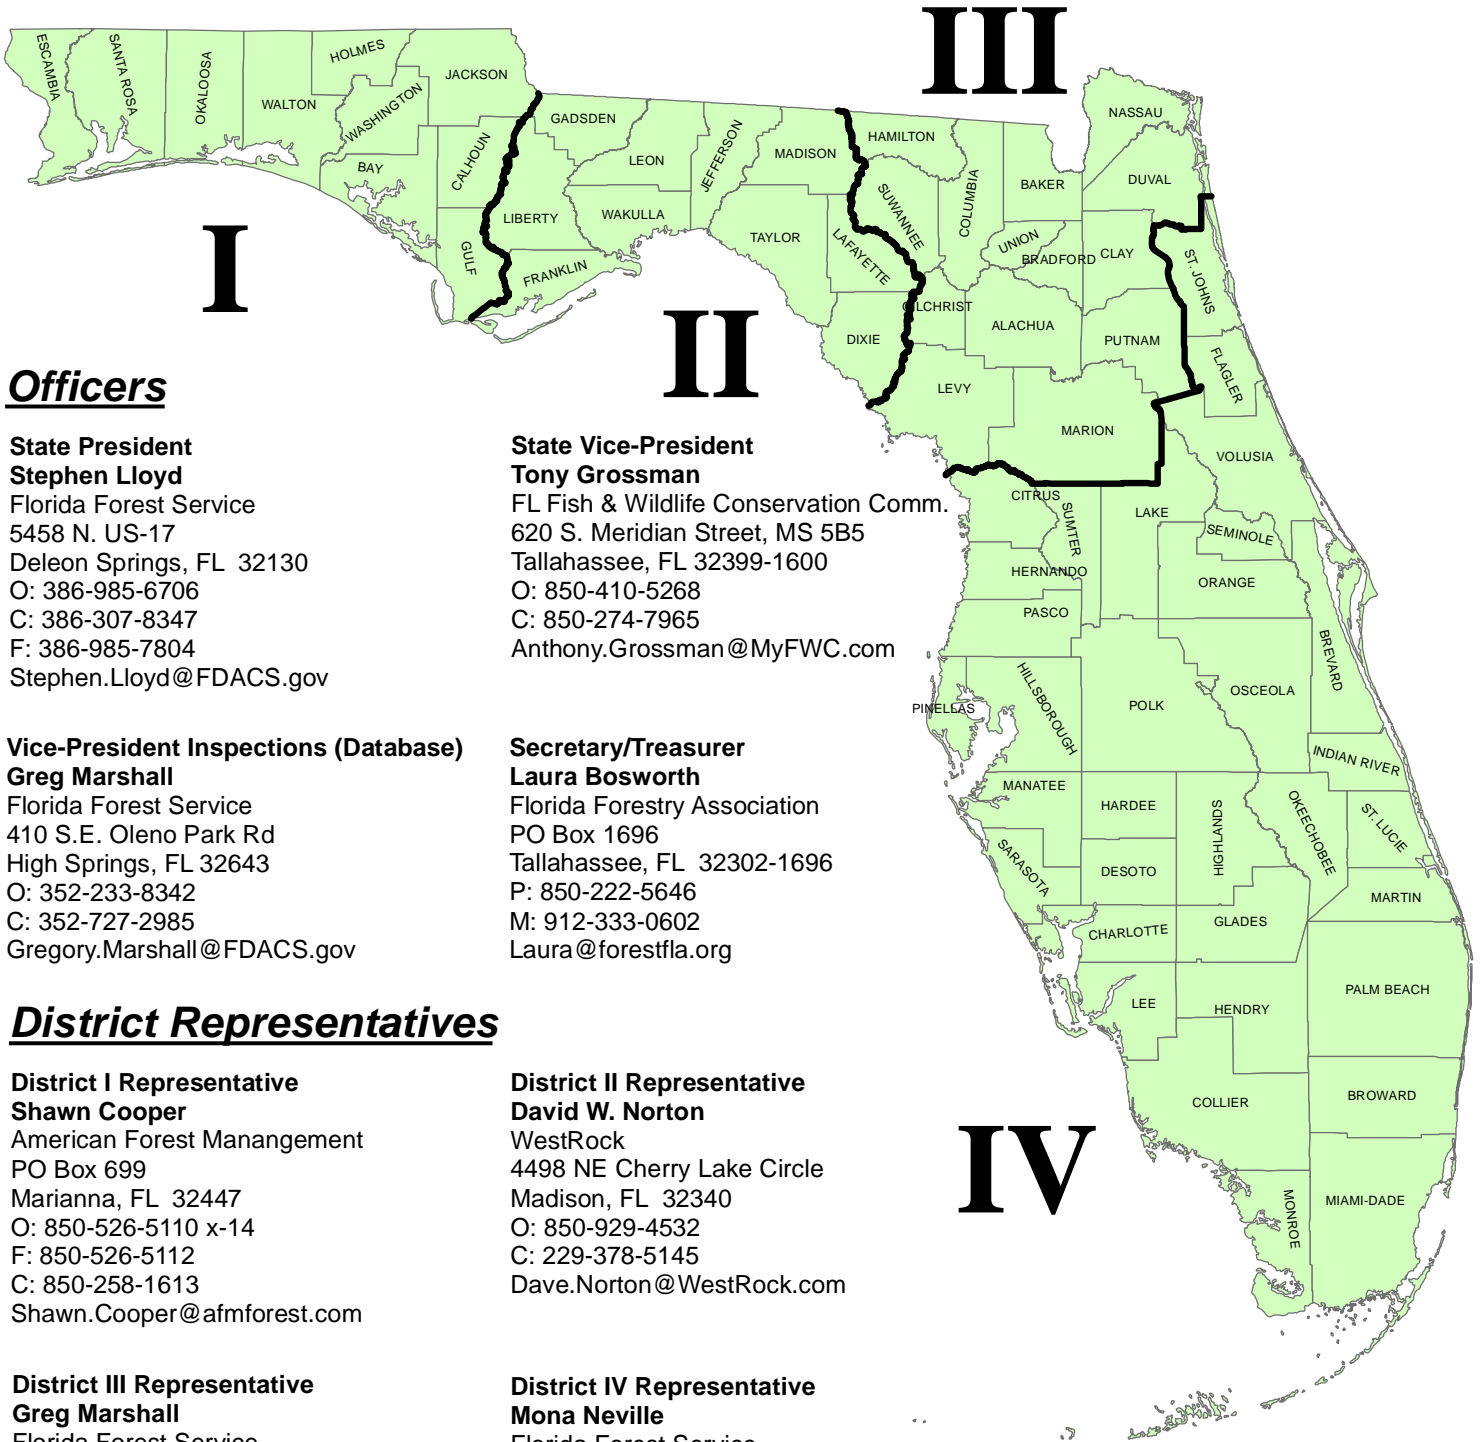 III
ESCAMBIA
SANTA ROSA
OKALOOSA
WALTON
HOLMES
WASHINGTON
JACKSON
BAY
CALHOUN
GULF
GADSDEN
LEON
LIBERTY
WAKULLA
FRANKLIN
JEFFERSON
MADISON
TAYLOR
LAFAYETTE
DIXIE
HAMILTON
SUWANNEE
COLUMBIA
BAKER
NASSAU
DUVAL
UNION
BRADFORD
CLAY
ST. JOHNS
GILCHRIST
ALACHUA
PUTNAM
FLAGLER
LEVY
MARION
VOLUSIA
I
II
Officers
State President
Stephen Lloyd
Florida Forest Service
5458 N. US-17
Deleon Springs, FL 32130
O: 386-985-6706
C: 386-307-8347
F: 386-985-7804
Stephen.Lloyd@FDACS.gov
State Vice-President
Tony Grossman
FL Fish & Wildlife Conservation Comm.
620 S. Meridian Street, MS 5B5
Tallahassee, FL 32399-1600
O: 850-410-5268
C: 850-274-7965
Anthony.Grossman@MyFWC.com
Vice-President Inspections (Database)
Greg Marshall
Florida Forest Service
410 S.E. Oleno Park Rd
High Springs, FL 32643
O: 352-233-8342
C: 352-727-2985
Gregory.Marshall@FDACS.gov
Secretary/Treasurer
Laura Bosworth
Florida Forestry Association
PO Box 1696
Tallahassee, FL 32302-1696
P: 850-222-5646
M: 912-333-0602
Laura@forestfla.org
CITRUS
SUMTER
LAKE
SEMINOLE
HERNANDO
ORANGE
PASCO
BREVARD
HILLSBOROUGH
PINELLAS
POLK
OSCEOLA
INDIAN RIVER
MANATEE
HARDEE
HIGHLANDS
OKEECHOBEE
ST. LUCIE
SARASOTA
DESOTO
MARTIN
CHARLOTTE
GLADES
LEE
HENDRY
PALM BEACH
COLLIER
BROWARD
MONROE
MIAMI-DADE
IV
District Representatives
District I Representative
Shawn Cooper
American Forest Manangement
PO Box 699
Marianna, FL 32447
O: 850-526-5110 x-14
F: 850-526-5112
C: 850-258-1613
Shawn.Cooper@afmforest.com
District II Representative
David W. Norton
WestRock
4498 NE Cherry Lake Circle
Madison, FL 32340
O: 850-929-4532
C: 229-378-5145
Dave.Norton@WestRock.com
District III Representative
Greg Marshall
Florida Forest Service
District IV Representative
Mona Neville
Florida Forest Service